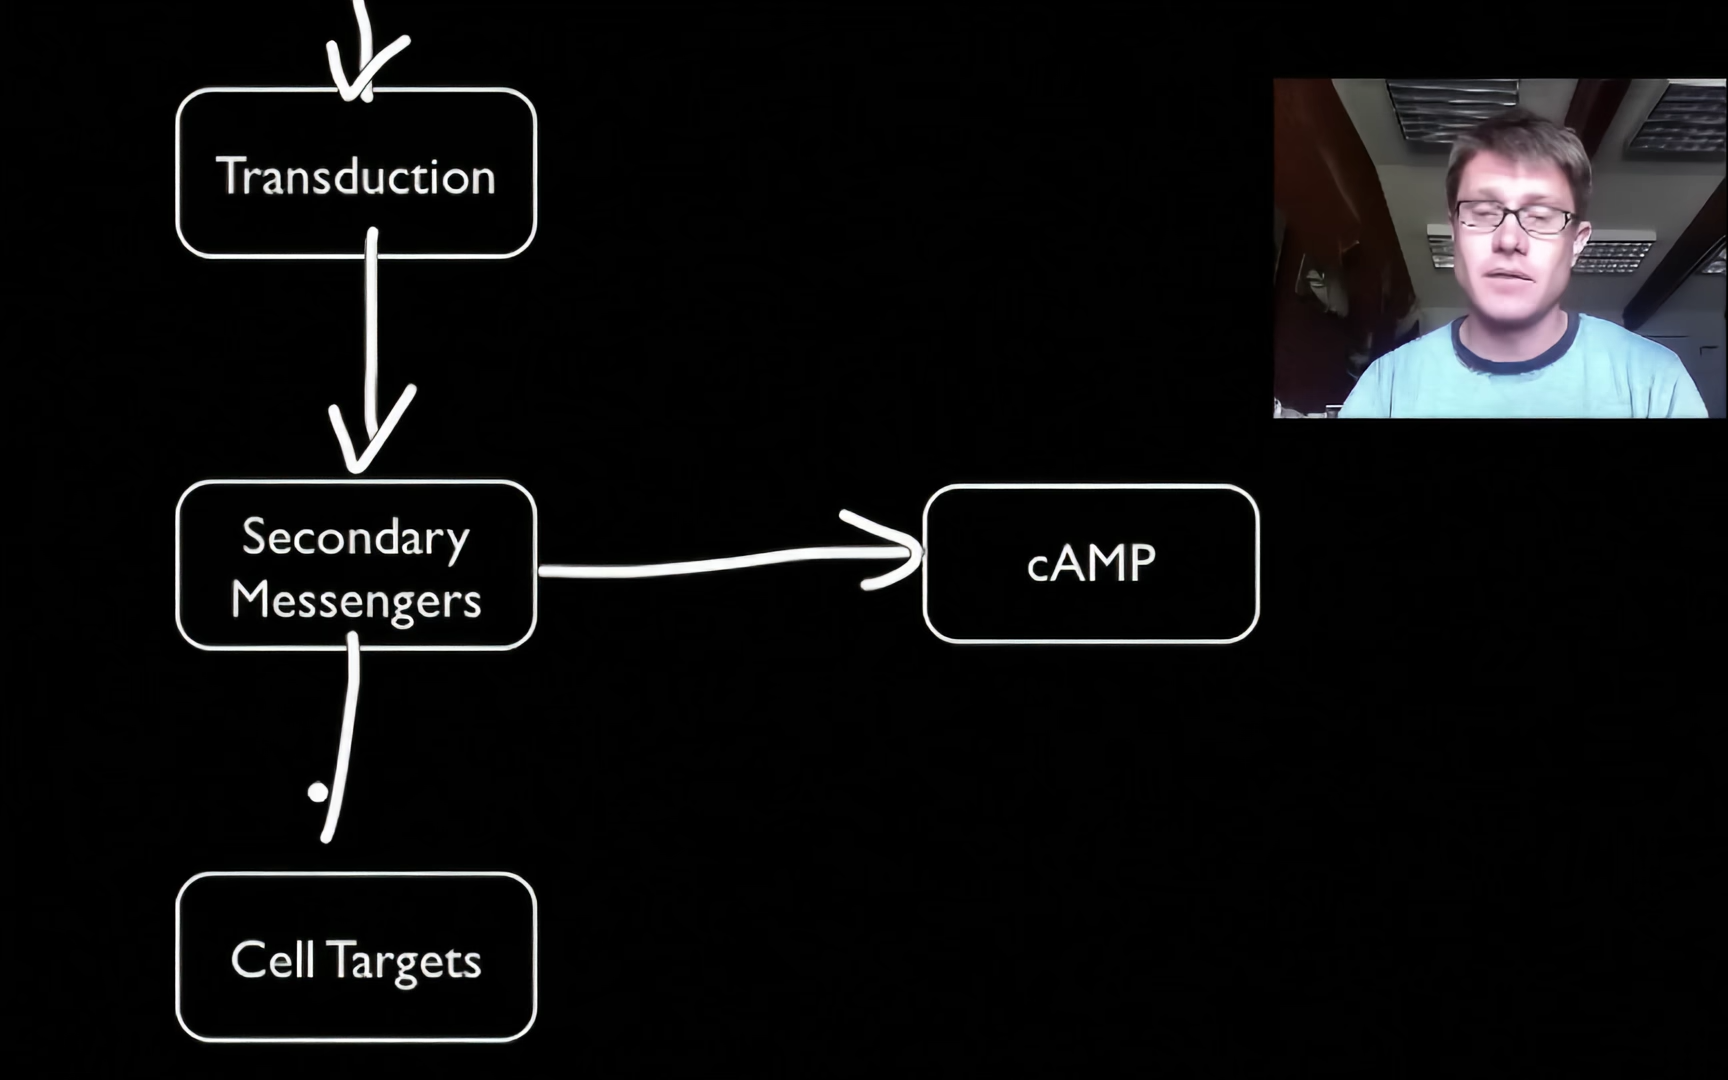 Transduction
Secondary
Messengers
cAMP
Cell Targets